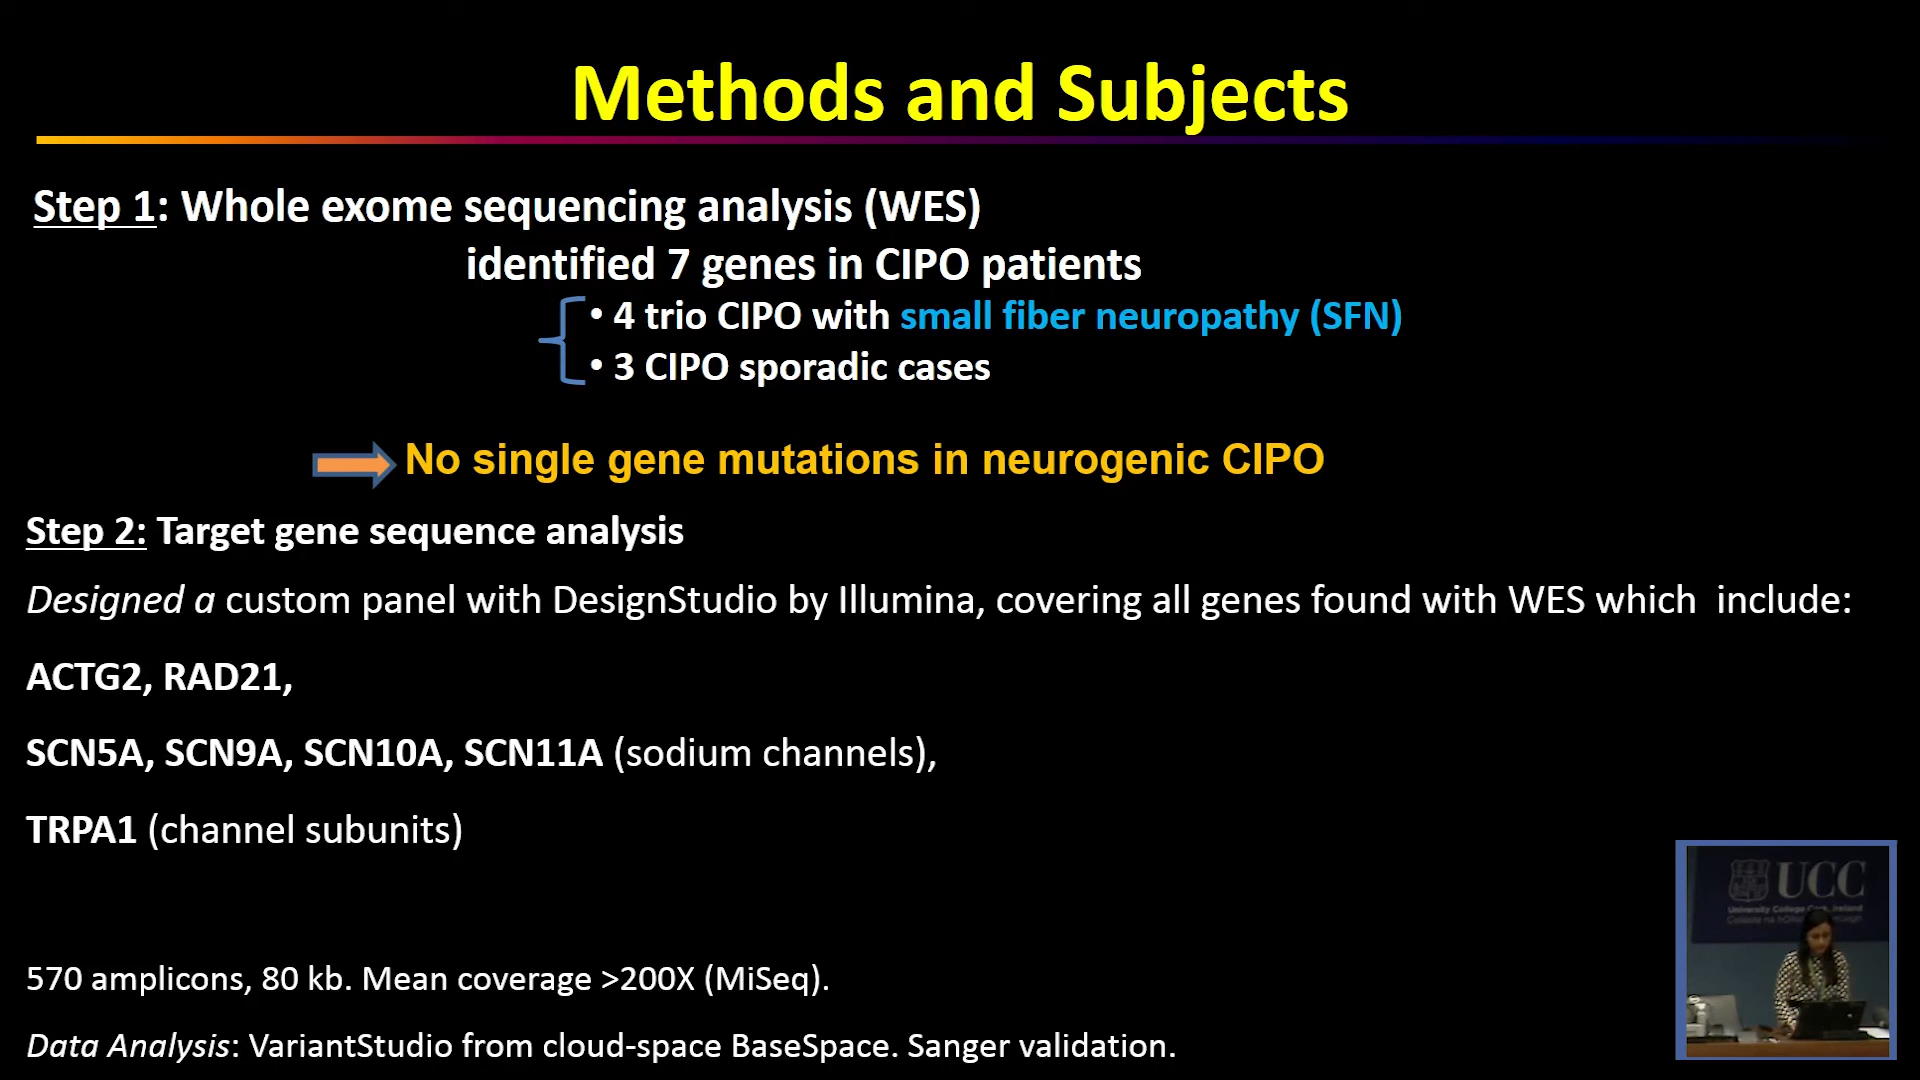 Methods and Subjects
Step 1: Whole exome sequencing analysis (WES)
identified 7 genes in CIPO patients
• 4 trio CIPO with small fiber neuropathy (SFN)
• 3 CIPO sporadic cases
No single gene mutations in neurogenic CIPO
Step 2: Target gene sequence analysis
Designed a custom panel with DesignStudio by Illumina, covering all genes found with WES which include:
ACTG2, RAD21,
SCN5A, SCN9A, SCN10A, SCN11A (sodium channels),
TRPA1 (channel subunits)
570 amplicons, 80 kb. Mean coverage >200X (MiSeq).
Data Analysis: VariantStudio from cloud-space BaseSpace. Sanger validation.
UCC
University College Cork, Ireland